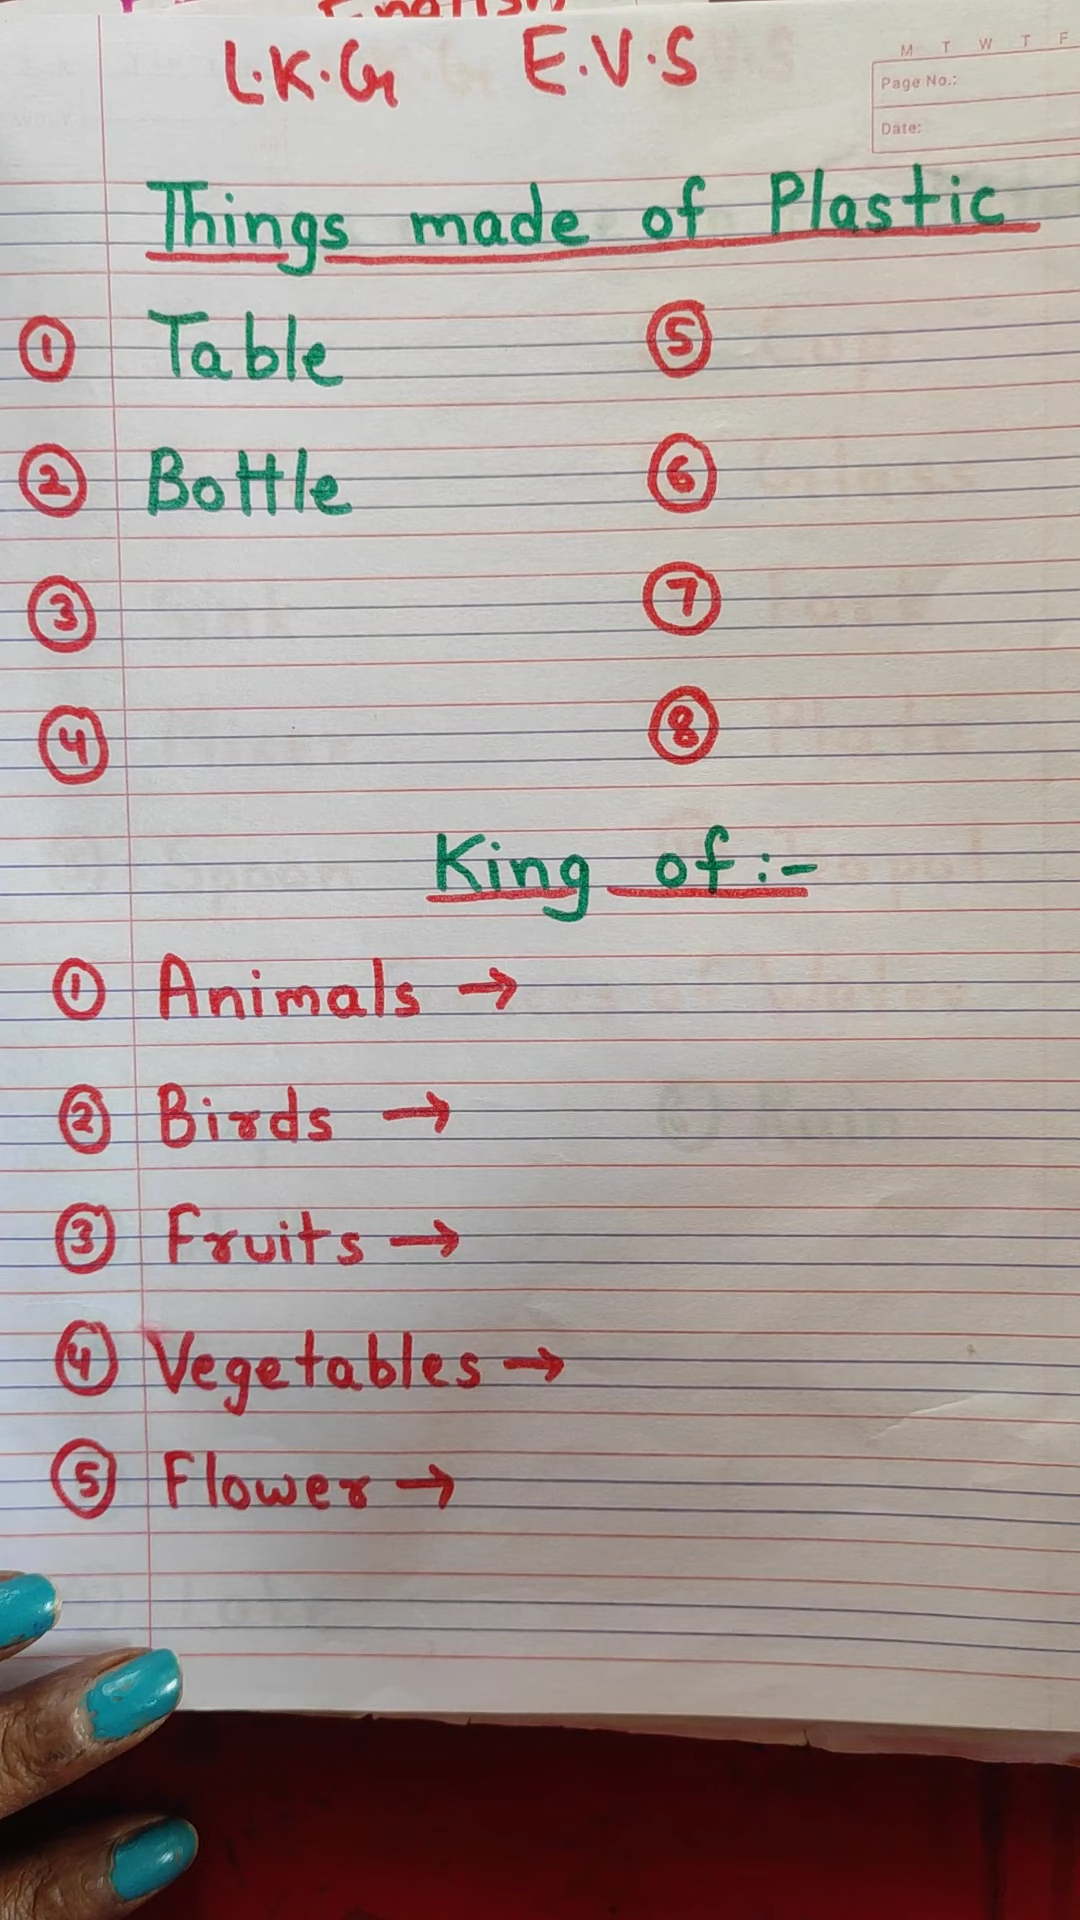 English
L.K.G E.V.S
M T W T F
Page No.:
Date:
Things made of Plastic
① Table ⑤
② Bottle ⑥
③ ⑦
④ ⑧
King of :-
① Animals →
② Birds →
③ Fruits →
④ Vegetables →
⑤ Flower →